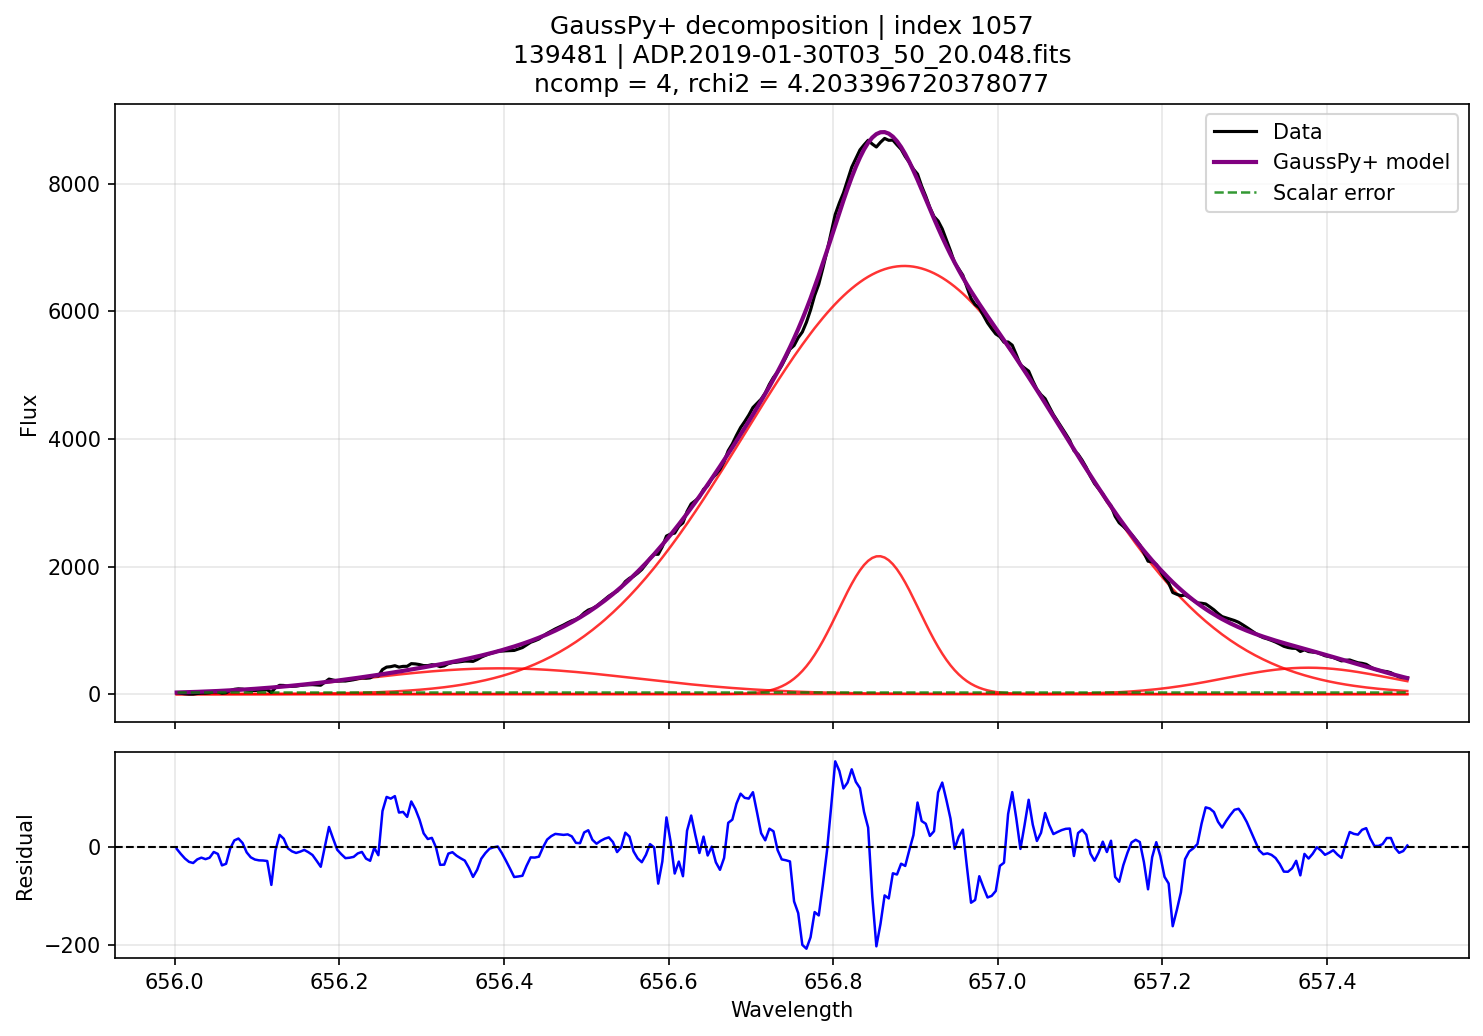 GaussPy+ decomposition | index 1057
139481 | ADP.2019-01-30T03_50_20.048.fits
ncomp = 4, rchi2 = 4.203396720378077
Data
GaussPy+ model
Scalar error
Flux
8000
6000
4000
2000
0
Residual
0
−200
656.0 656.2 656.4 656.6 656.8 657.0 657.2 657.4
Wavelength